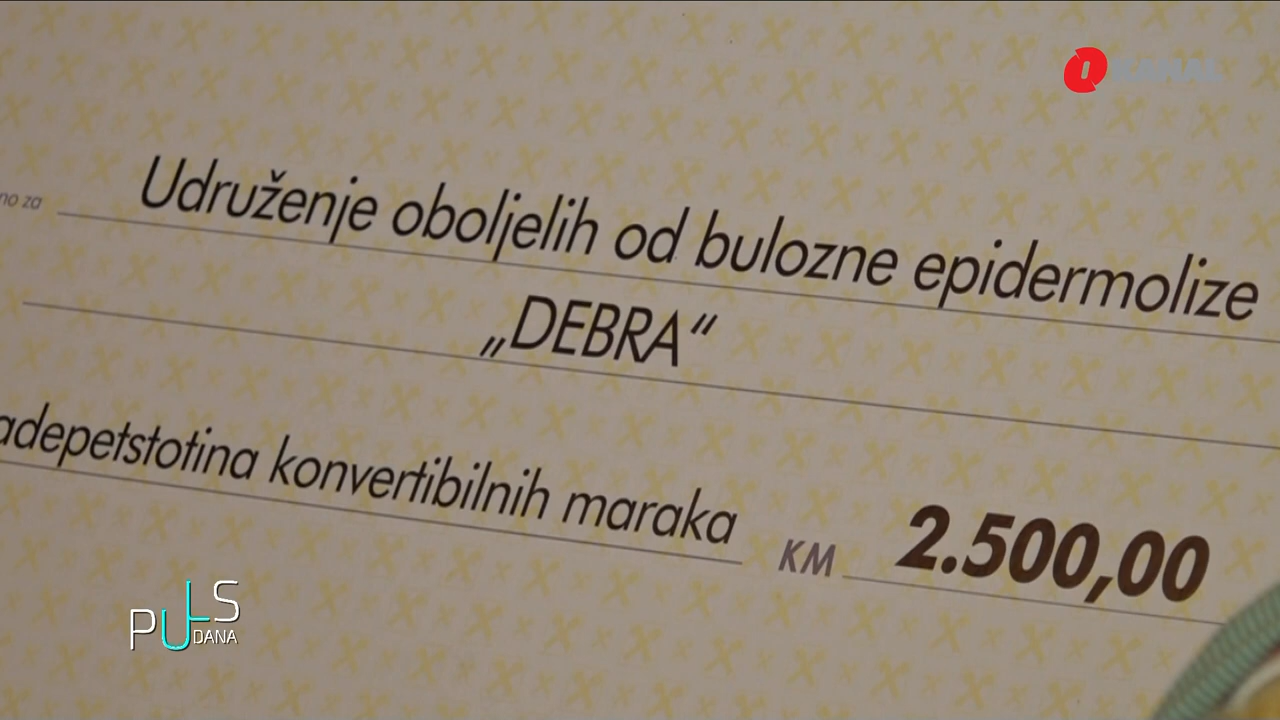 KANAL
no za
Udruženje oboljelih od bulozne epidermolize
„DEBRA“
adepetstotina konvertibilnih maraka KM 2.500,00
PULS
DANA